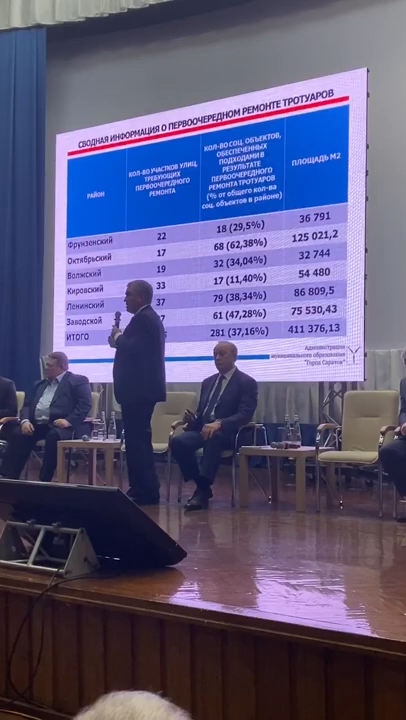 СВОДНАЯ ИНФОРМАЦИЯ О ПЕРВООЧЕРЕДНОМ РЕМОНТЕ ТРОТУАРОВ
РАЙОН
КОЛ-ВО УЧАСТКОВ УЛИЦ,
ТРЕБУЮЩИХ
ПЕРВООЧЕРЕДНОГО
РЕМОНТА
КОЛ-ВО СОЦ. ОБЪЕКТОВ,
ОБЕСПЕЧЕННЫХ
ПОДХОДАМИ В
РЕЗУЛЬТАТЕ
ПЕРВООЧЕРЕДНОГО
РЕМОНТА ТРОТУАРОВ
(% от общего кол-ва
соц. объектов в районе)
ПЛОЩАДЬ М2
Фрунзенский 22 18 (29,5%) 36 791
Октябрьский 17 68 (62,38%) 125 021,2
Волжский 19 32 (34,04%) 32 744
Кировский 33 17 (11,40%) 54 480
Ленинский 37 79 (38,34%) 86 809,5
Заводской 61 (47,28%) 75 530,43
ИТОГО 281 (37,16%) 411 376,13
Администрация
муниципального образования
"Город Саратов"